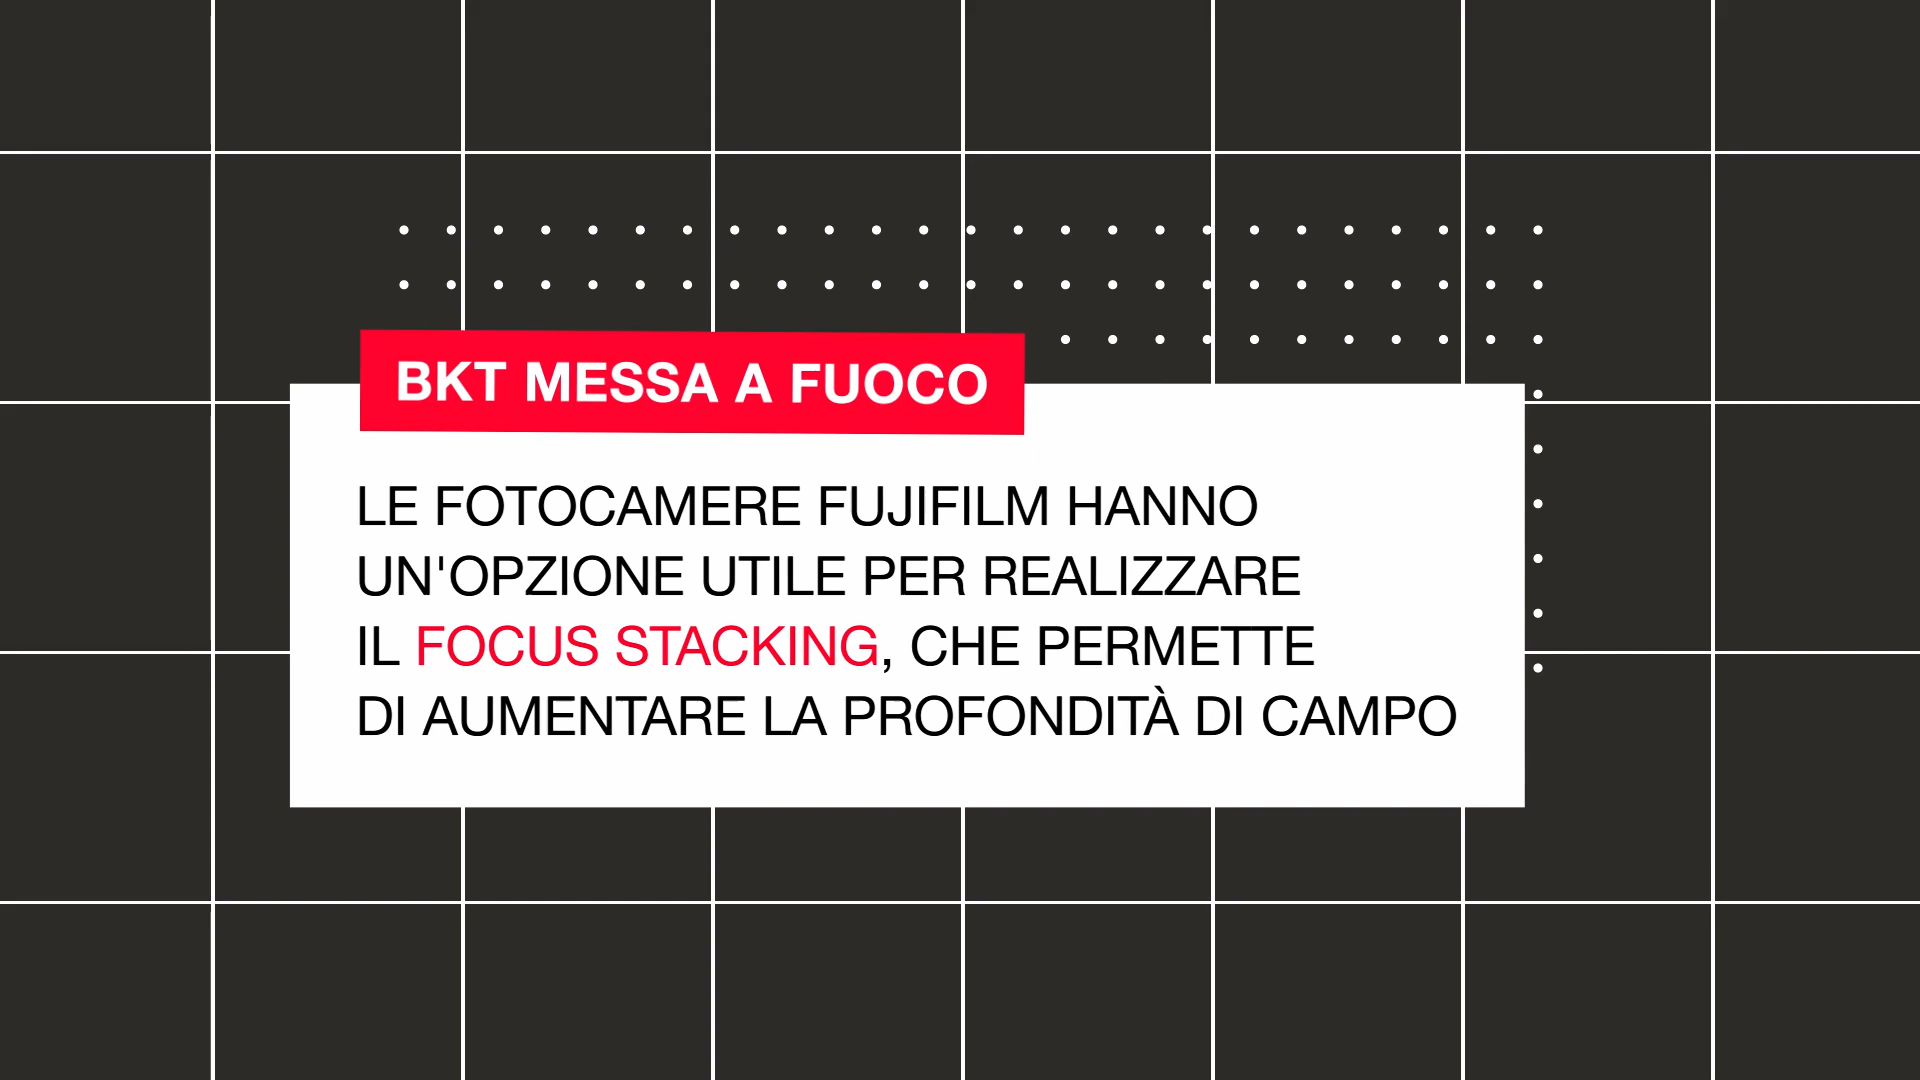 BKT MESSA A FUOCO
LE FOTOCAMERE FUJIFILM HANNO
UN'OPZIONE UTILE PER REALIZZARE
IL FOCUS STACKING, CHE PERMETTE
DI AUMENTARE LA PROFONDITÀ DI CAMPO